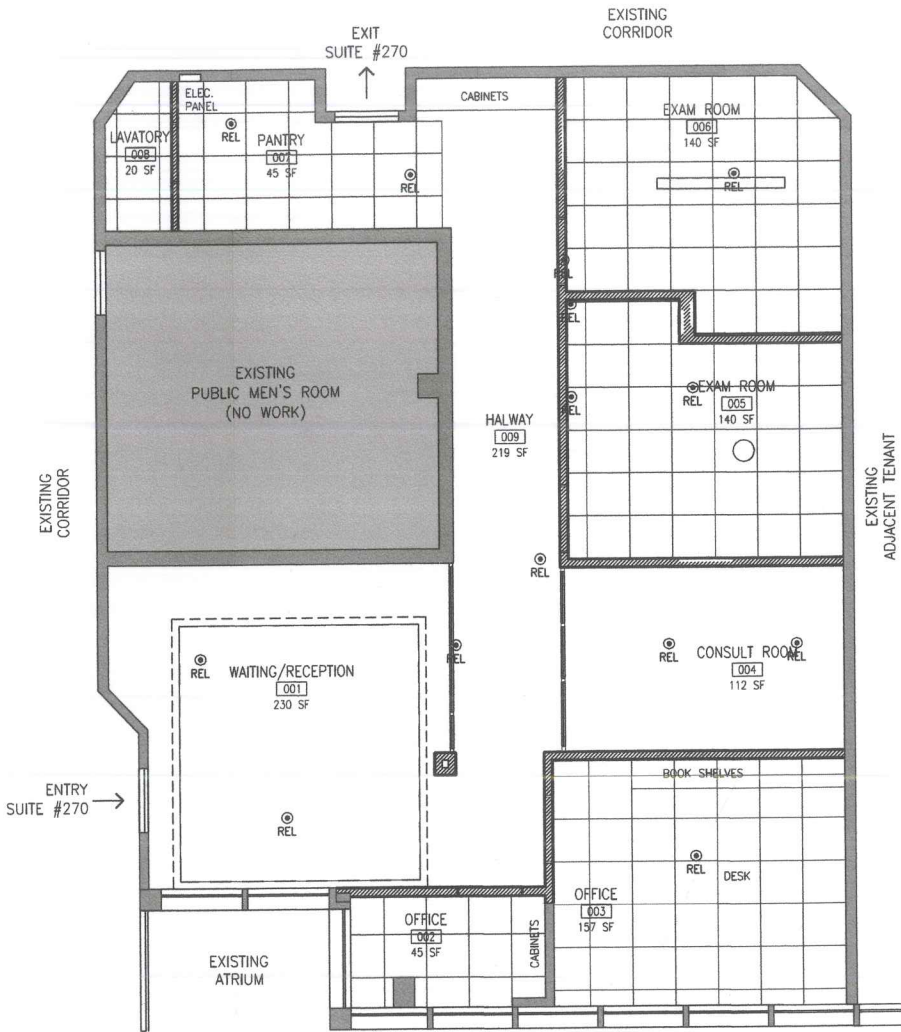 EXISTING
CORRIDOR
EXIT
SUITE #270
ELEC.
PANEL
CABINETS
LAVATORY
008
20 SF
REL
PANTRY
007
45 SF
REL
EXAM ROOM
006
140 SF
REL
REL
REL
EXISTING
PUBLIC MEN'S ROOM
(NO WORK)
HALWAY
009
219 SF
REL
REL
EXAM ROOM
005
140 SF
EXISTING
CORRIDOR
EXISTING
ADJACENT TENANT
REL
REL
WAITING/RECEPTION
001
230 SF
REL
REL
CONSULT ROOM
004
112 SF
REL
REL
ENTRY
SUITE #270
REL
BOOK SHELVES
REL
DESK
OFFICE
003
157 SF
OFFICE
002
45 SF
CABINETS
EXISTING
ATRIUM